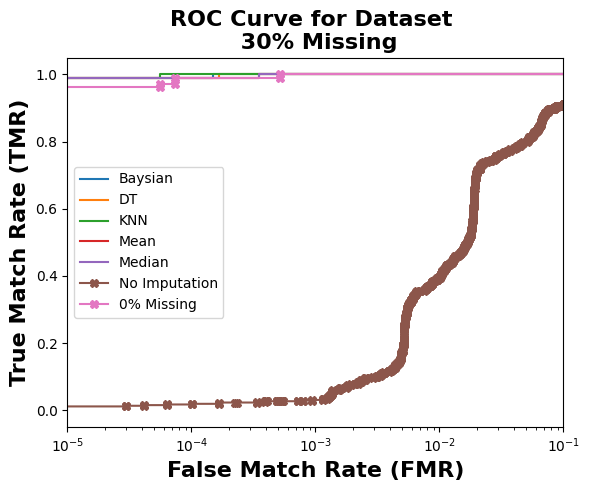 ROC Curve for Dataset
30% Missing
True Match Rate (TMR)
1.0
0.8
0.6
0.4
0.2
0.0
Baysian
DT
KNN
Mean
Median
No Imputation
0% Missing
10⁻⁵
10⁻⁴
10⁻³
10⁻²
10⁻¹
False Match Rate (FMR)